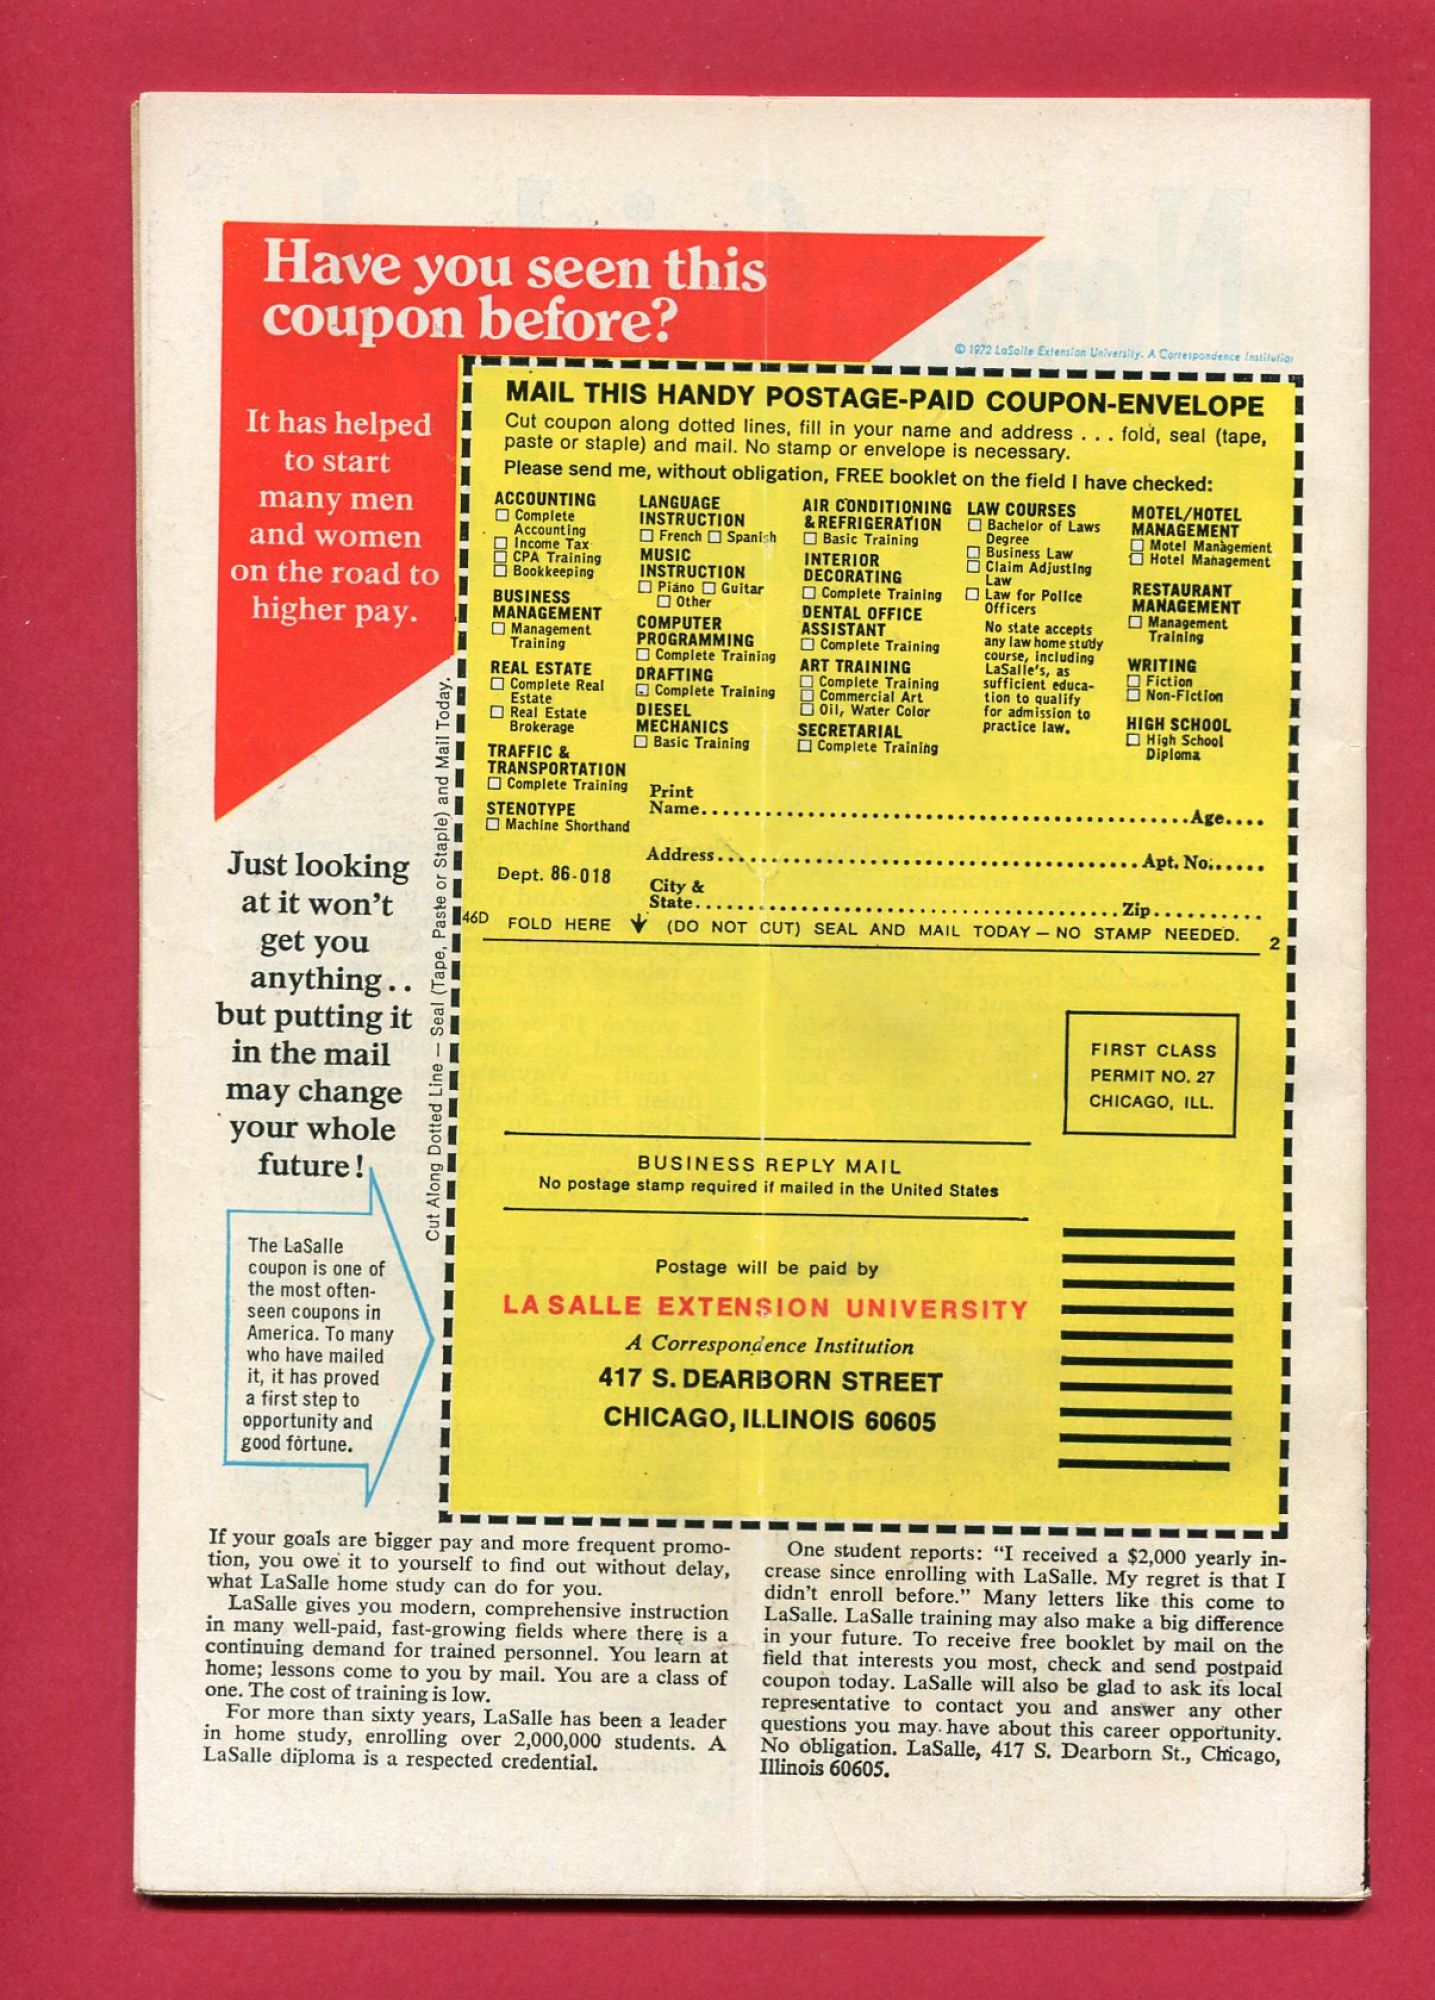 Have you seen this
coupon before?
© 1972 LaSalle Extension University. A Correspondence Institution
It has helped
to start
many men
and women
on the road to
higher pay.
MAIL THIS HANDY POSTAGE-PAID COUPON-ENVELOPE
Cut coupon along dotted lines, fill in your name and address . . . fold, seal (tape,
paste or staple) and mail. No stamp or envelope is necessary.
Please send me, without obligation, FREE booklet on the field I have checked:
ACCOUNTING
Complete
Accounting
Income Tax
CPA Training
Bookkeeping
BUSINESS
MANAGEMENT
Management
Training
REAL ESTATE
Complete Real
Estate
Real Estate
Brokerage
TRAFFIC &
TRANSPORTATION
Complete Training
STENOTYPE
Machine Shorthand
LANGUAGE
INSTRUCTION
French Spanish
MUSIC
INSTRUCTION
Piano Guitar
Other
COMPUTER
PROGRAMMING
Complete Training
DRAFTING
Complete Training
DIESEL
MECHANICS
Basic Training
AIR CONDITIONING
& REFRIGERATION
Basic Training
INTERIOR
DECORATING
Complete Training
DENTAL OFFICE
ASSISTANT
Complete Training
ART TRAINING
Complete Training
Commercial Art
Oil, Water Color
SECRETARIAL
Complete Training
LAW COURSES
Bachelor of Laws
Degree
Business Law
Claim Adjusting
Law
Law for Police
Officers
No state accepts
any law home study
course, including
LaSalle's, as
sufficient educa-
tion to qualify
for admission to
practice law.
MOTEL/HOTEL
MANAGEMENT
Motel Management
Hotel Management
RESTAURANT
MANAGEMENT
Management
Training
WRITING
Fiction
Non-Fiction
HIGH SCHOOL
High School
Diploma
Print
Name.................................................Age....
Address.......................................Apt. No......
Dept. 86-018
City &
State.......................................Zip..........
46D FOLD HERE ↓ (DO NOT CUT) SEAL AND MAIL TODAY — NO STAMP NEEDED. 2
Cut Along Dotted Line — Seal (Tape, Paste or Staple) and Mail Today.
Just looking
at it won't
get you
anything..
but putting it
in the mail
may change
your whole
future!
FIRST CLASS
PERMIT NO. 27
CHICAGO, ILL.
BUSINESS REPLY MAIL
No postage stamp required if mailed in the United States
Postage will be paid by
LA SALLE EXTENSION UNIVERSITY
A Correspondence Institution
417 S. DEARBORN STREET
CHICAGO, ILLINOIS 60605
The LaSalle
coupon is one of
the most often-
seen coupons in
America. To many
who have mailed
it, it has proved
a first step to
opportunity and
good fortune.
If your goals are bigger pay and more frequent promo-
tion, you owe it to yourself to find out without delay,
what LaSalle home study can do for you.
LaSalle gives you modern, comprehensive instruction
in many well-paid, fast-growing fields where there is a
continuing demand for trained personnel. You learn at
home; lessons come to you by mail. You are a class of
one. The cost of training is low.
For more than sixty years, LaSalle has been a leader
in home study, enrolling over 2,000,000 students. A
LaSalle diploma is a respected credential.
One student reports: "I received a $2,000 yearly in-
crease since enrolling with LaSalle. My regret is that I
didn't enroll before." Many letters like this come to
LaSalle. LaSalle training may also make a big difference
in your future. To receive free booklet by mail on the
field that interests you most, check and send postpaid
coupon today. LaSalle will also be glad to ask its local
representative to contact you and answer any other
questions you may have about this career opportunity.
No obligation. LaSalle, 417 S. Dearborn St., Chicago,
Illinois 60605.